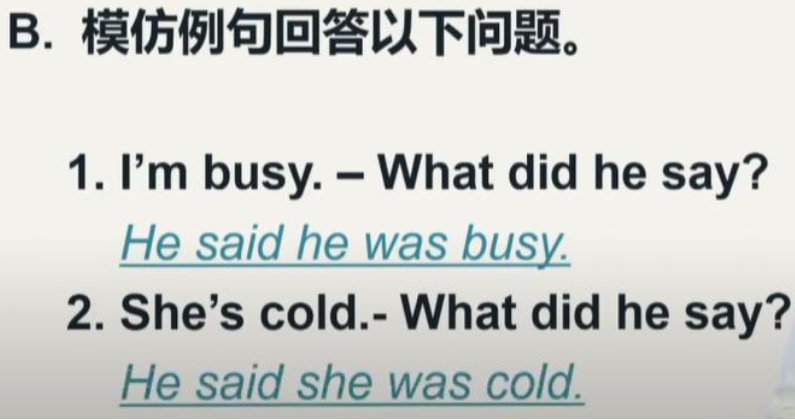 B. 模仿例句回答以下问题。
1. I’m busy. – What did he say?
He said he was busy.
2. She’s cold.- What did he say?
He said she was cold.